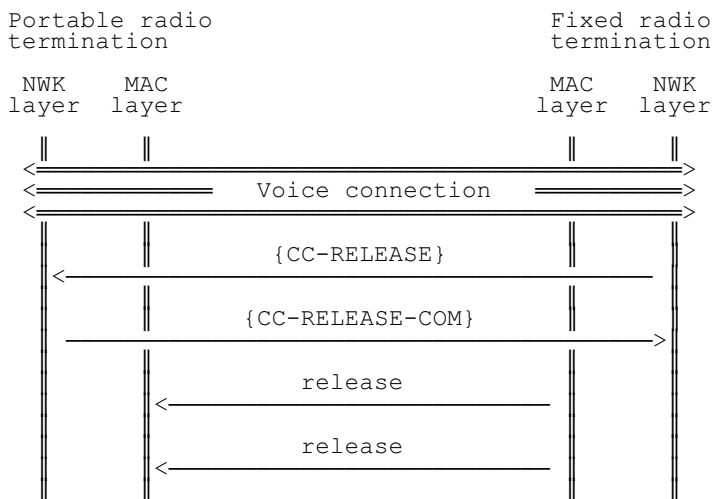 Portable radio Fixed radio
termination termination
NWK MAC MAC NWK
layer layer layer layer
Voice connection
{CC-RELEASE}
{CC-RELEASE-COM}
release
release